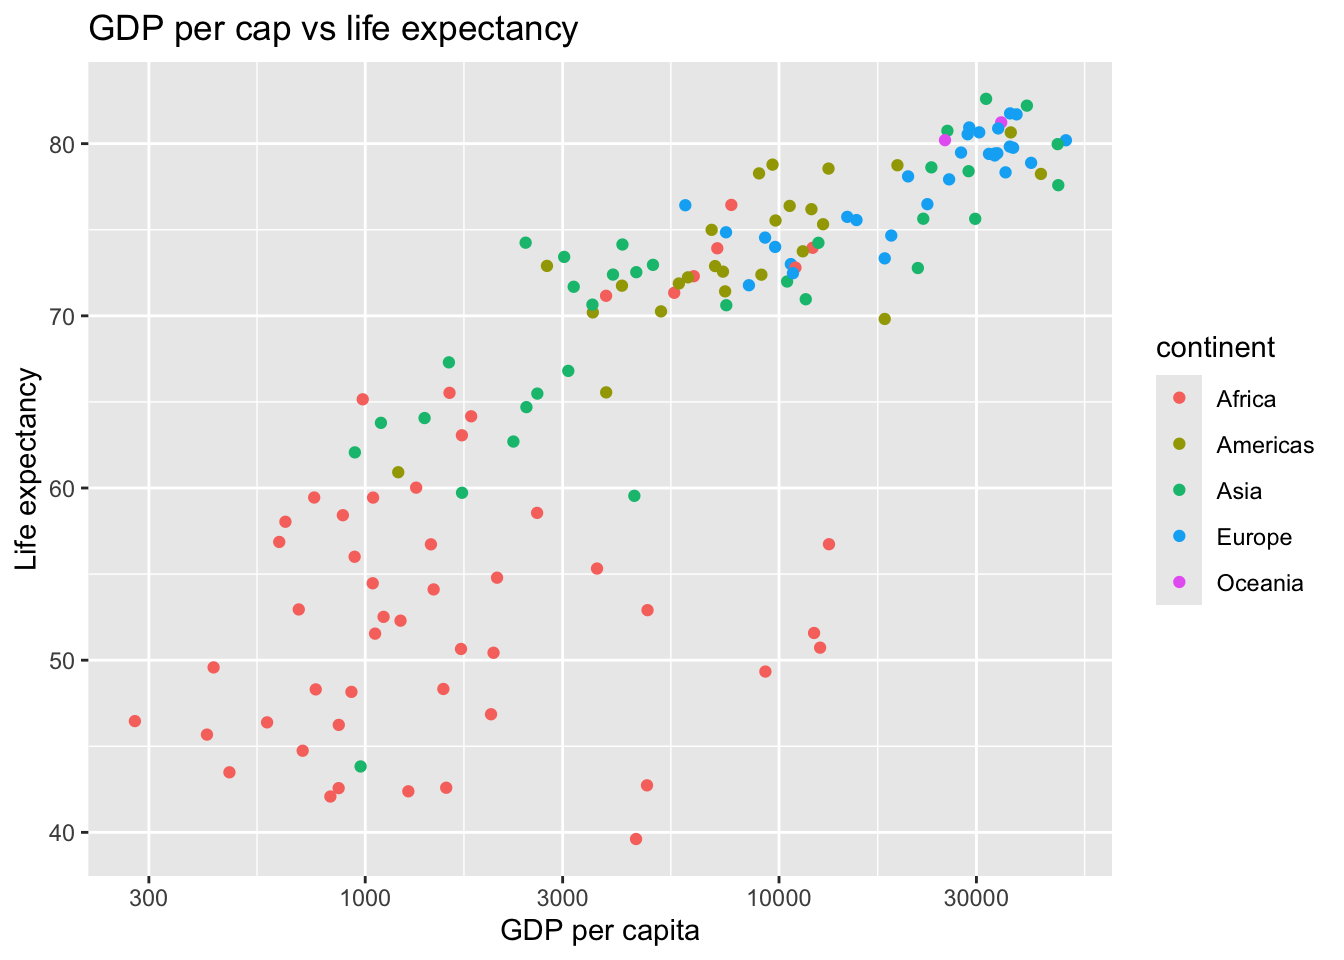 GDP per cap vs life expectancy
80
70
60
50
40
Life expectancy
300
1000
3000
10000
30000
GDP per capita
continent
Africa
Americas
Asia
Europe
Oceania